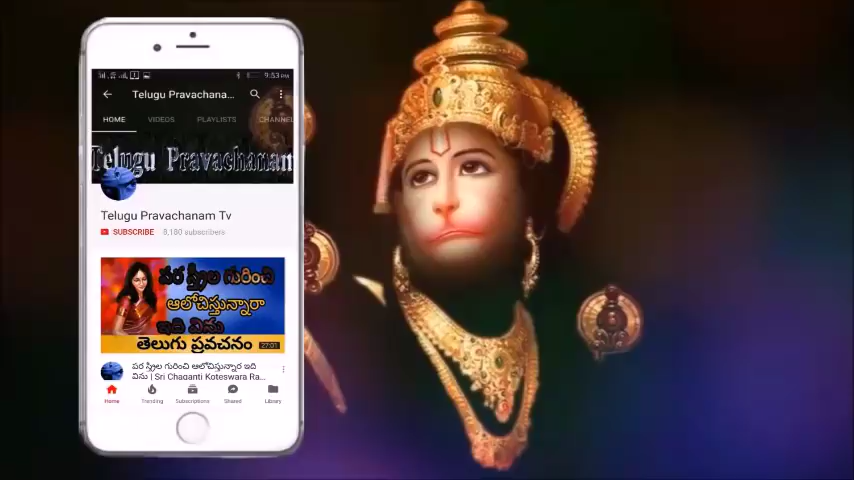 9:53 PM
Telugu Pravachana...
HOME VIDEOS PLAYLISTS CHANNEL
Telugu Pravachanam
Telugu Pravachanam Tv
SUBSCRIBE 8,180 subscribers
పర స్త్రీల గురించి
ఆలోచిస్తున్నారా
ఇది విను
తెలుగు ప్రవచనం 27:01
పర స్త్రీల గురించి ఆలోచిస్తున్నార ఇది
విను | Sri Chaganti Koteswara Ra...
Home Trending Subscriptions Shared Library